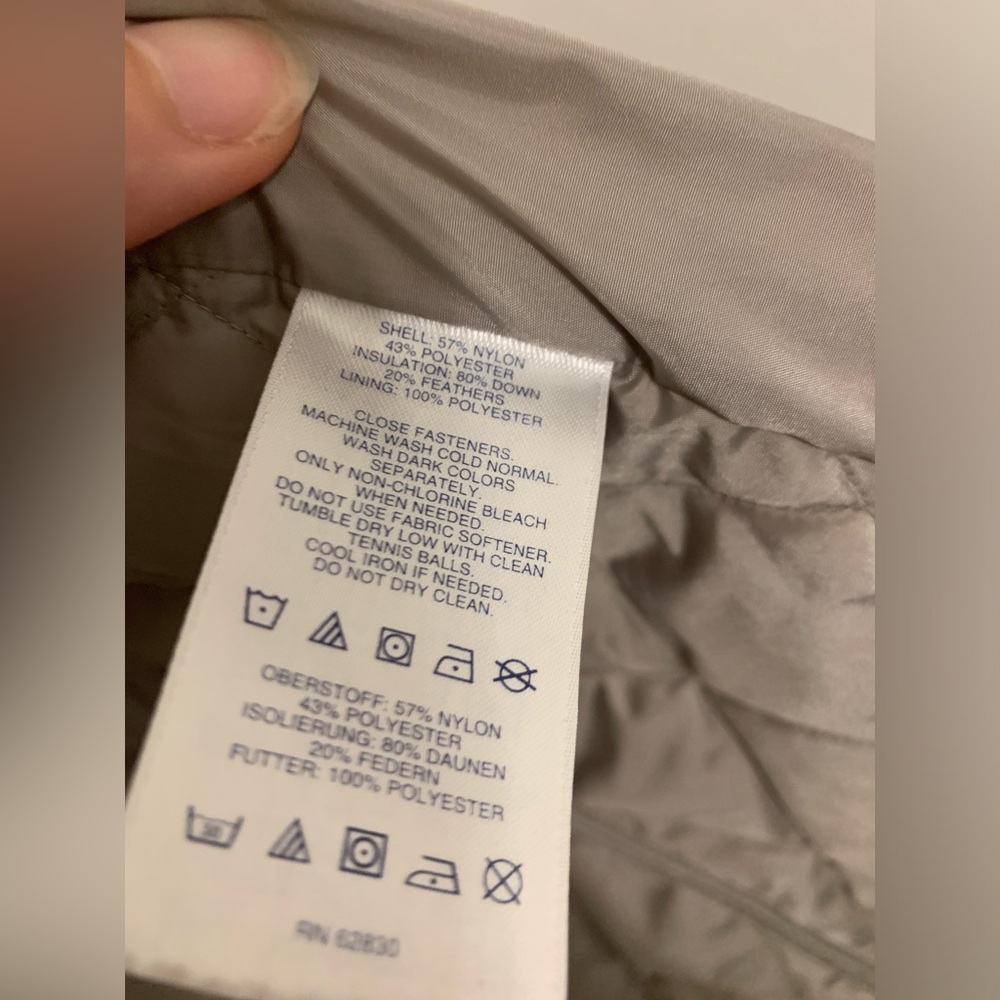 SHELL: 57% NYLON
43% POLYESTER
INSULATION: 80% DOWN
20% FEATHERS
LINING: 100% POLYESTER
CLOSE FASTENERS.
MACHINE WASH COLD NORMAL.
WASH DARK COLORS
SEPARATELY.
ONLY NON-CHLORINE BLEACH
WHEN NEEDED.
DO NOT USE FABRIC SOFTENER.
TUMBLE DRY LOW WITH CLEAN
TENNIS BALLS.
COOL IRON IF NEEDED.
DO NOT DRY CLEAN.
OBERSTOFF: 57% NYLON
43% POLYESTER
ISOLIERUNG: 80% DAUNEN
20% FEDERN
FUTTER: 100% POLYESTER
30
RN 62830